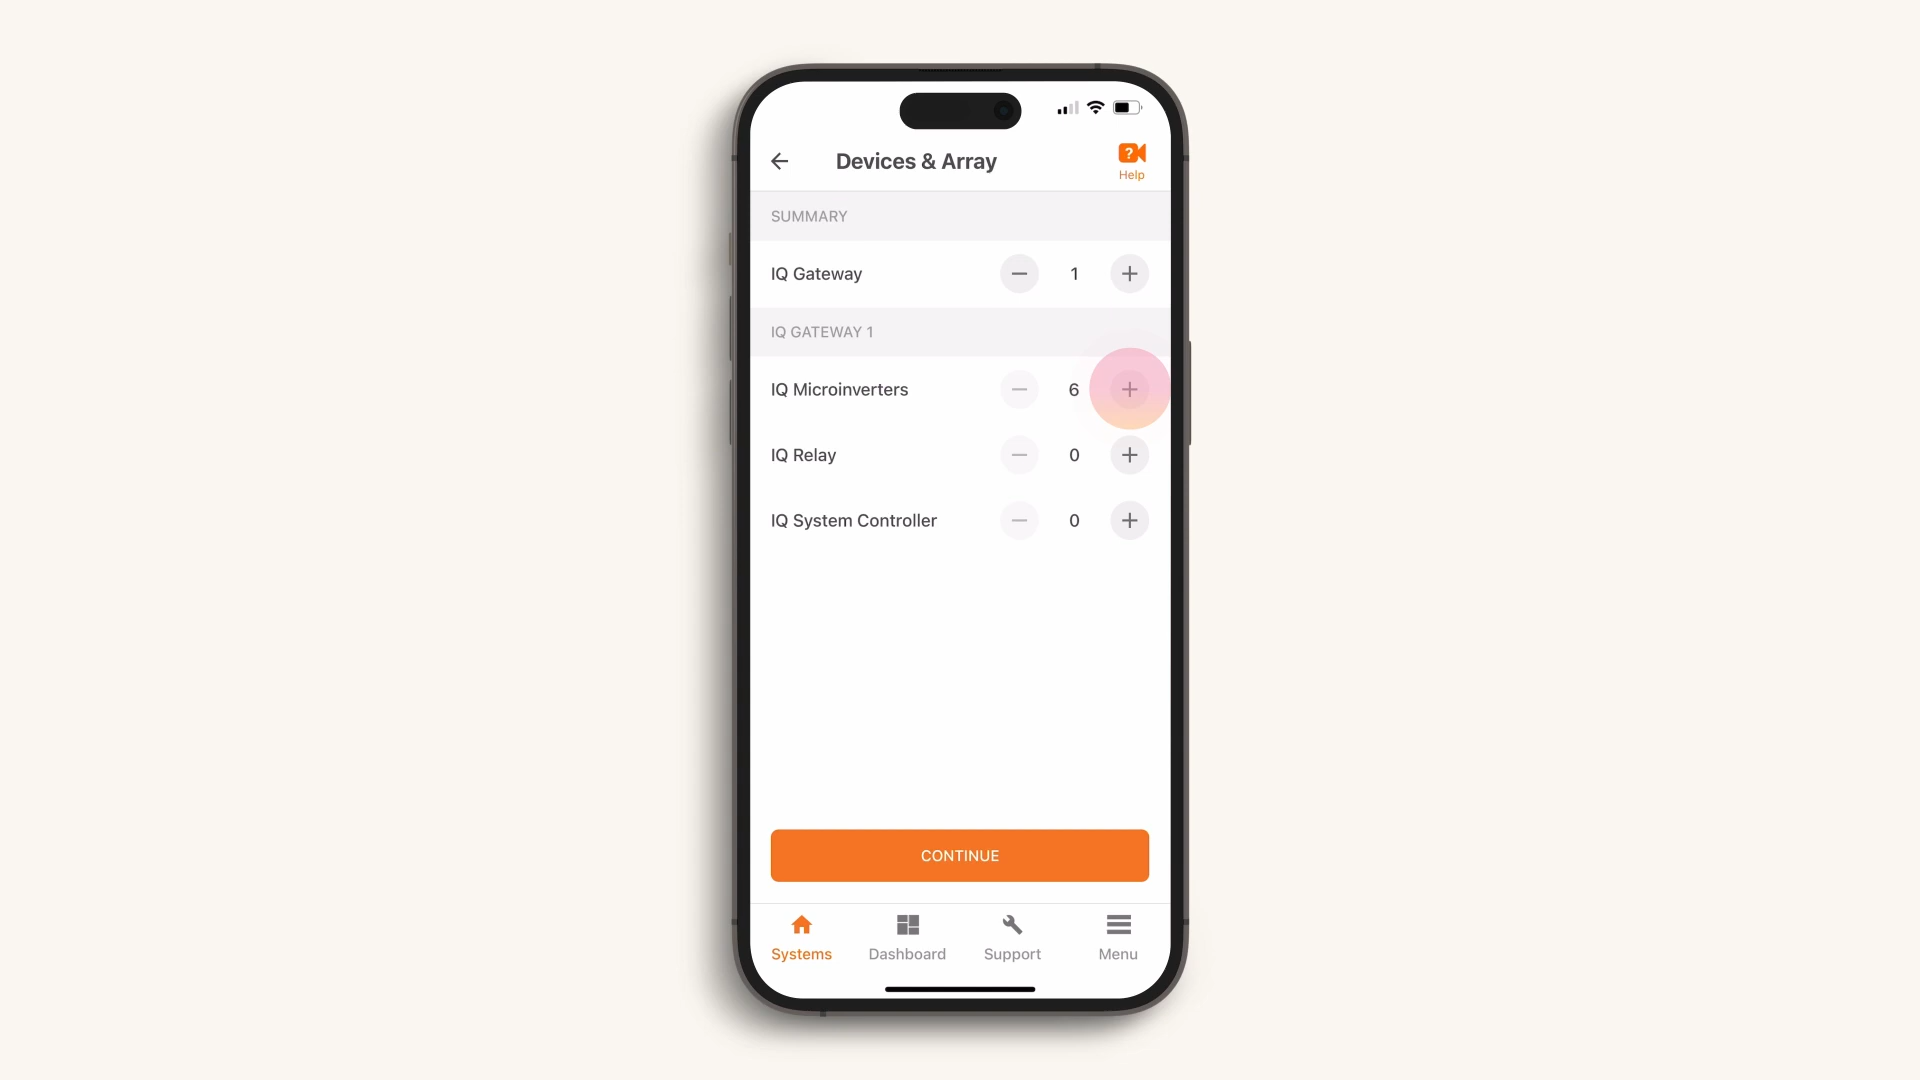 Devices & Array
?
Help
SUMMARY
IQ Gateway 1
IQ GATEWAY 1
IQ Microinverters 6
IQ Relay 0
IQ System Controller 0
CONTINUE
Systems Dashboard Support Menu